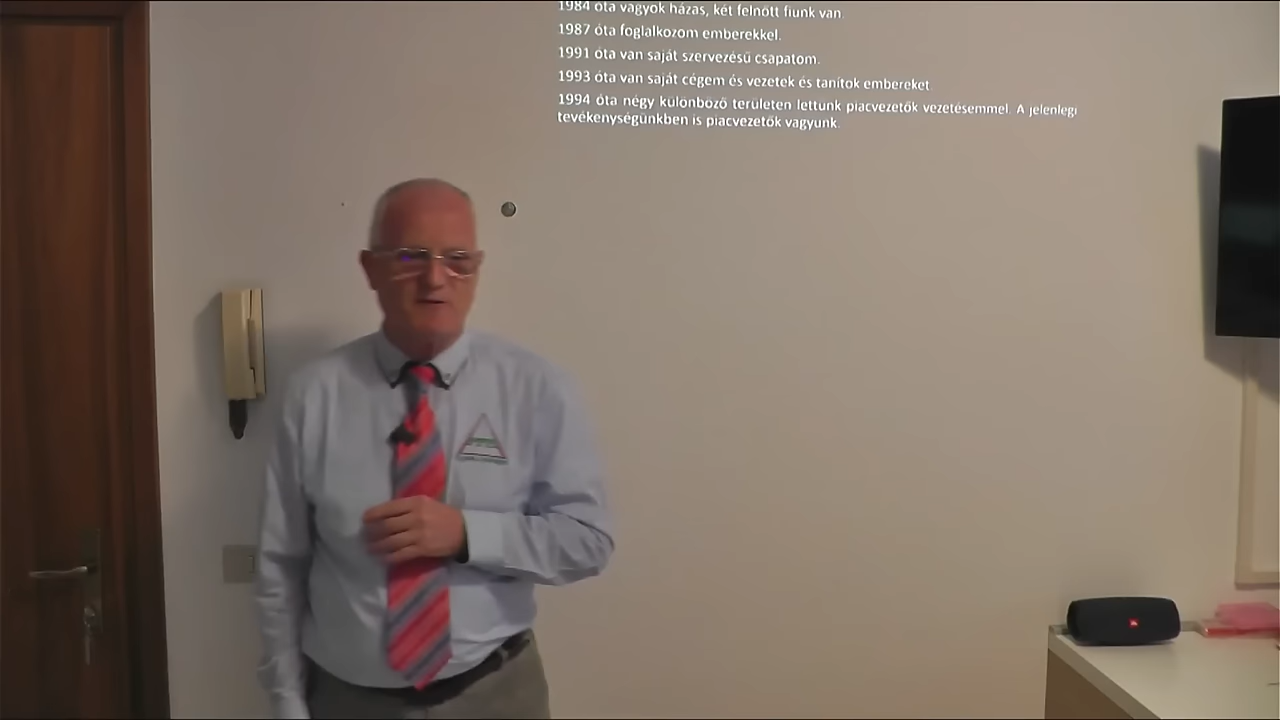 1984 óta vagyok házas, két felnőtt fiunk van.
1987 óta foglalkozom emberekkel.
1991 óta van saját szervezésű csapatom.
1993 óta van saját cégem és vezetek és tanítok embereket
1994 óta négy különböző területen lettünk piacvezetők vezetésemmel. A jelenlegi
tevékenységünkben is piacvezetők vagyunk.